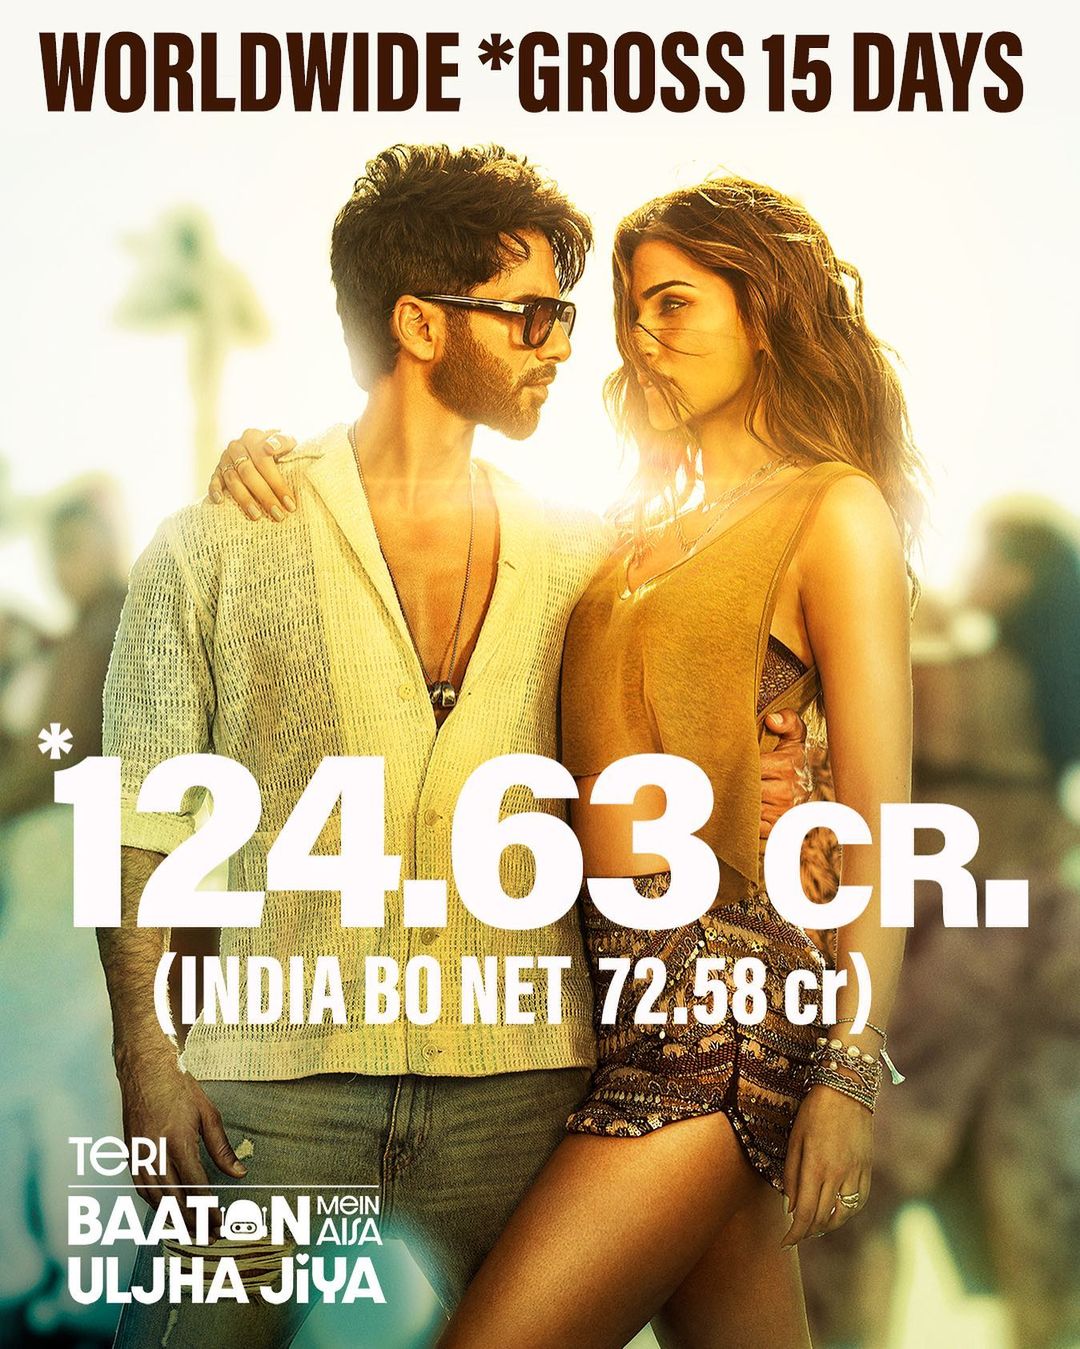 WORLDWIDE *GROSS 15 DAYS
*124.63 CR.
(INDIA BO NET 72.58 cr)
TERI
BAATON MEIN
AISA
ULJHA JIYA